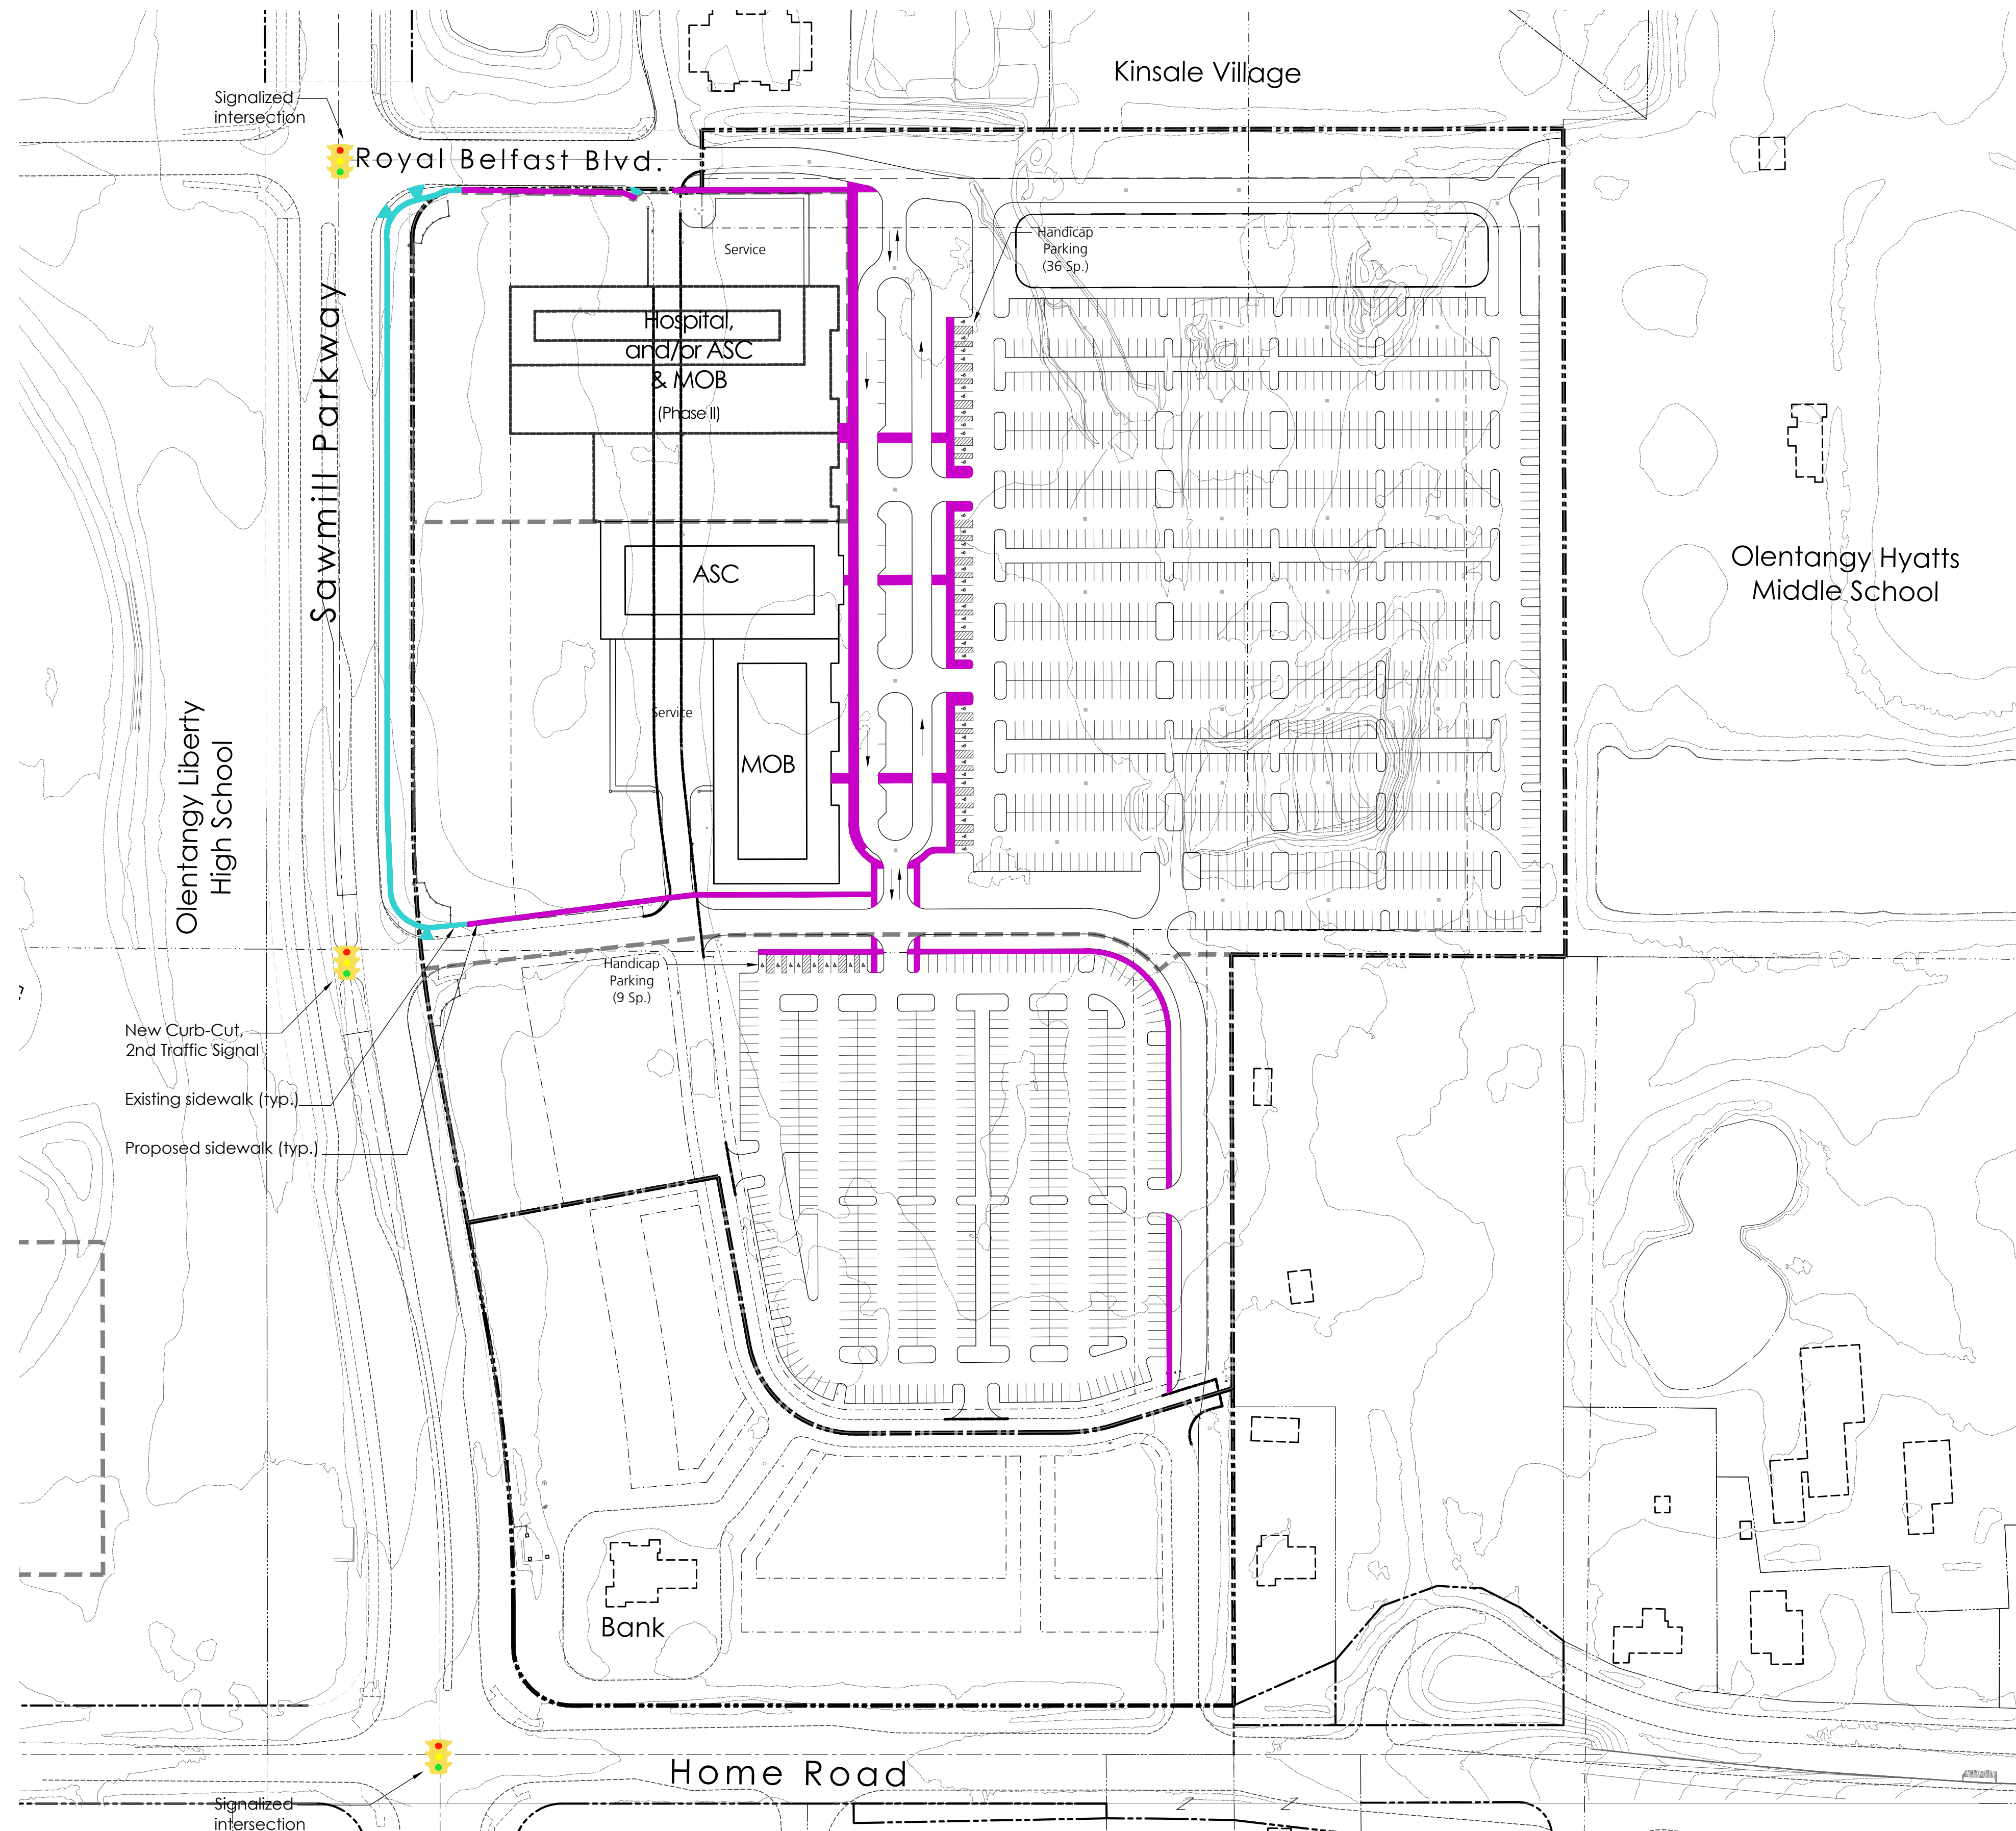 Kinsale Village
Signalized
intersection
Royal Belfast Blvd.
Service
Handicap
Parking
(36 Sp.)
Hospital,
and/or ASC
& MOB
(Phase II)
Sawmill Parkway
ASC
Olentangy Hyatts
Middle School
Service
MOB
Olentangy Liberty
High School
Handicap
Parking
(9 Sp.)
New Curb-Cut,
2nd Traffic Signal
Existing sidewalk (typ.)
Proposed sidewalk (typ.)
Bank
Home Road
Signalized
intersection